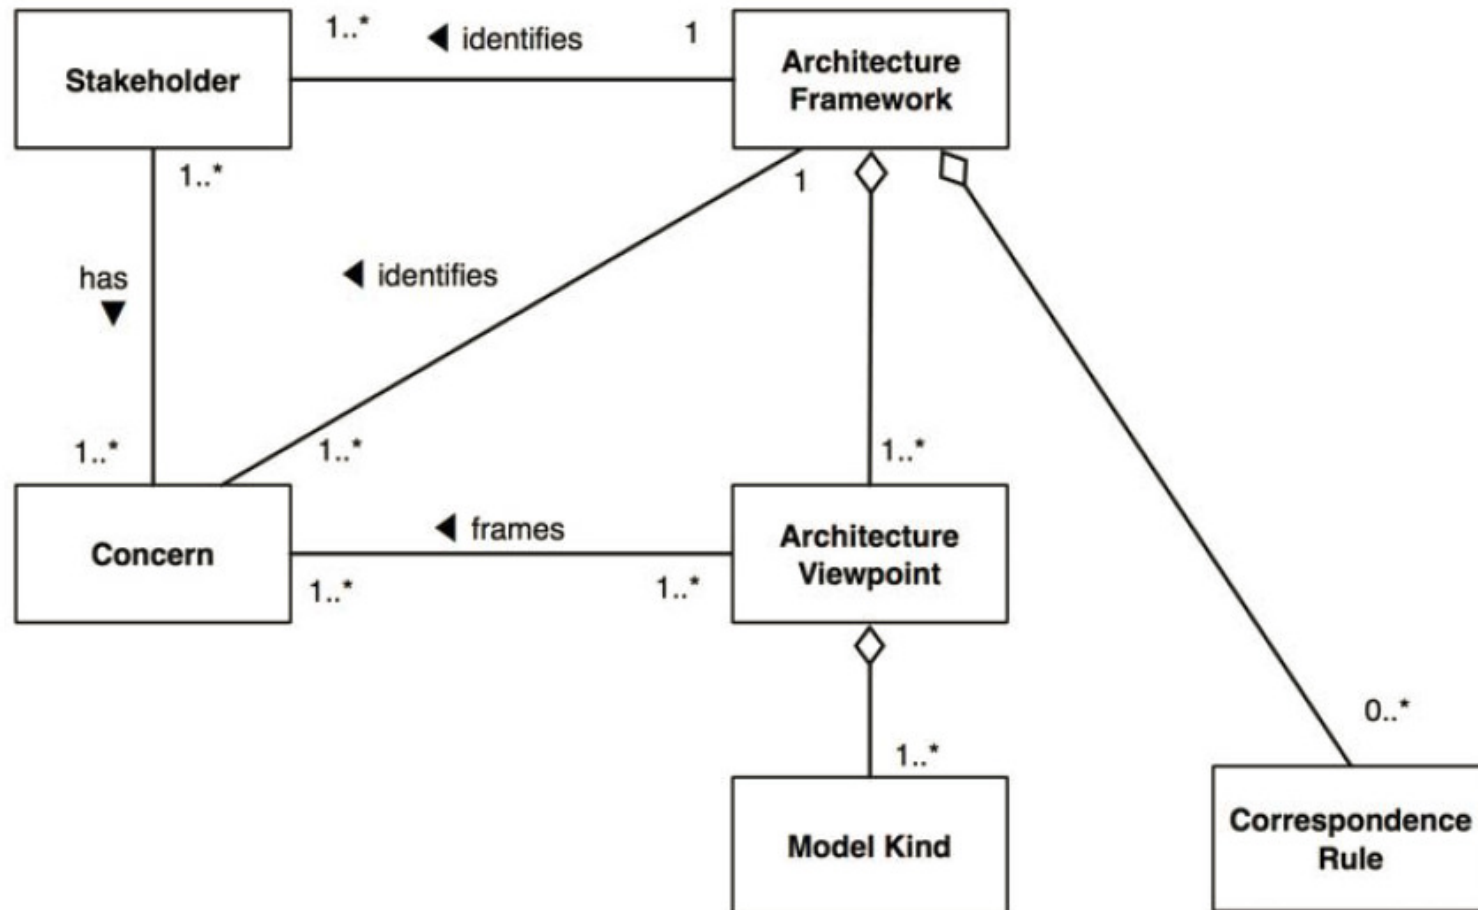 1..*
◀ identifies
1
Stakeholder
Architecture
Framework
1..*
1
has
▼
◀ identifies
1..*
1..*
1..*
◀ frames
Concern
Architecture
Viewpoint
1..*
1..*
0..*
1..*
Model Kind
Correspondence
Rule